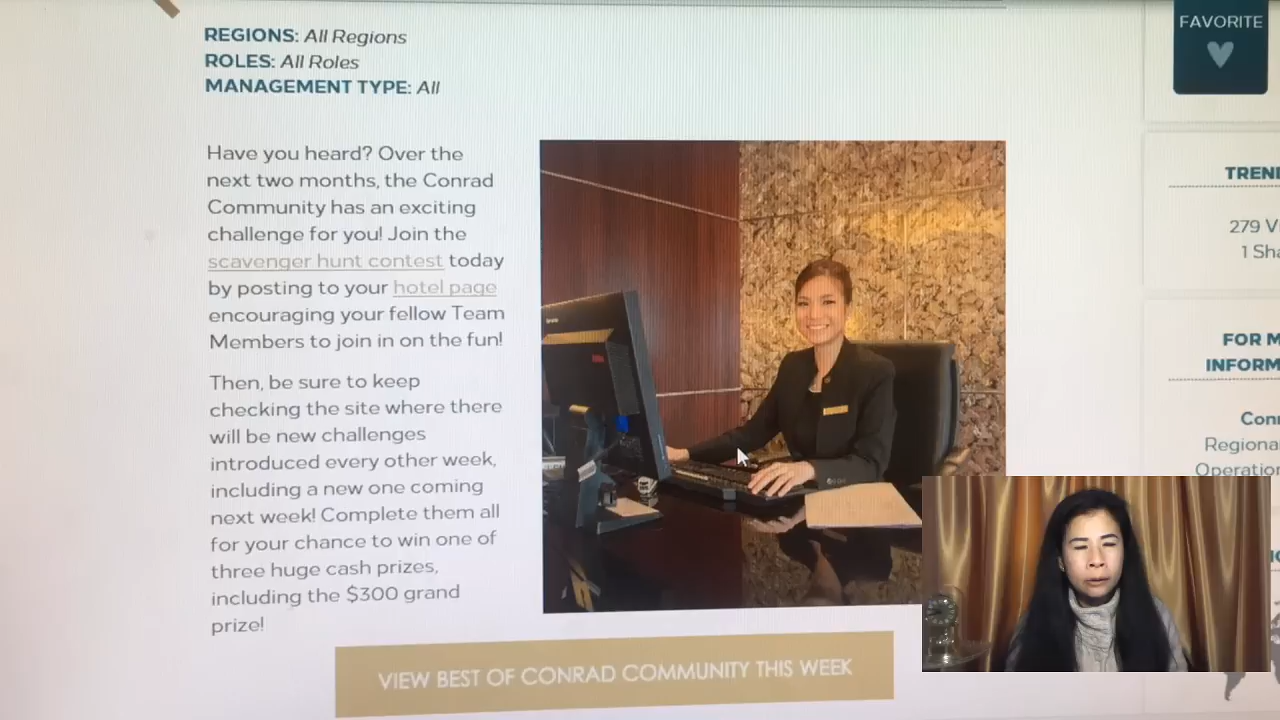 REGIONS: All Regions
ROLES: All Roles
MANAGEMENT TYPE: All
Have you heard? Over the
next two months, the Conrad
Community has an exciting
challenge for you! Join the
scavenger hunt contest today
by posting to your hotel page
encouraging your fellow Team
Members to join in on the fun!
Then, be sure to keep
checking the site where there
will be new challenges
introduced every other week,
including a new one coming
next week! Complete them all
for your chance to win one of
three huge cash prizes,
including the $300 grand
prize!
VIEW BEST OF CONRAD COMMUNITY THIS WEEK
FAVORITE
279
1
FOR
Regiona
Operation